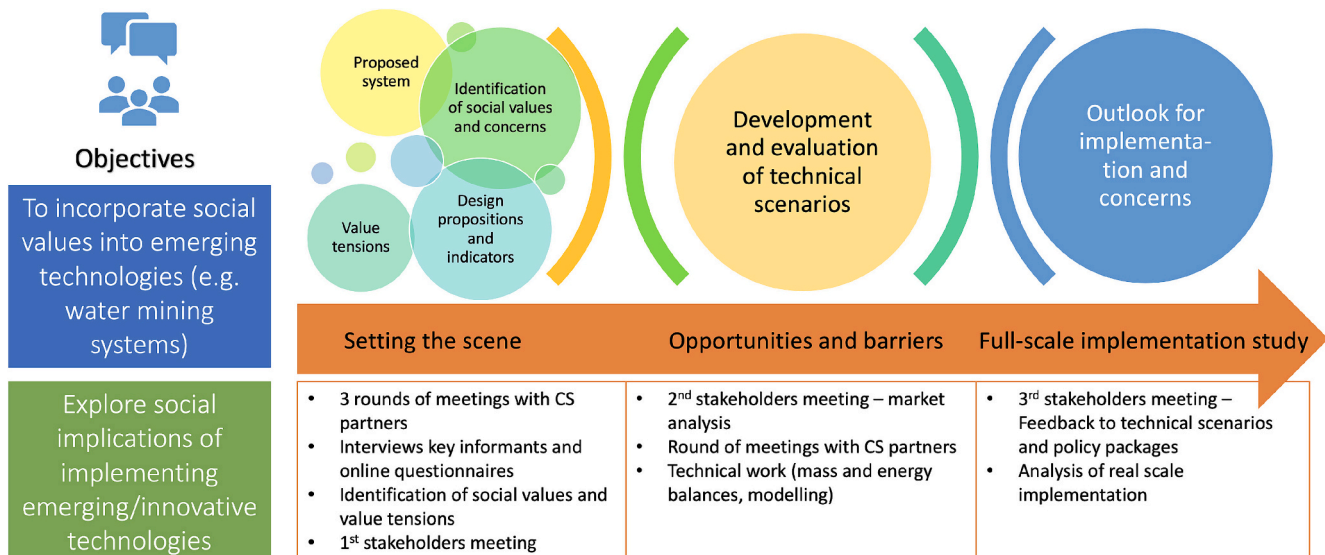 Objectives
To incorporate social
values into emerging
technologies (e.g.
water mining
systems)
Explore social
implications of
implementing
emerging/innovative
technologies
Proposed
system
Identification
of social values
and concerns
Value
tensions
Design
propositions
and
indicators
Development
and evaluation
of technical
scenarios
Outlook for
implementa-
tion and
concerns
Setting the scene
Opportunities and barriers
Full-scale implementation study
• 3 rounds of meetings with CS
partners
• Interviews key informants and
online questionnaires
• Identification of social values and
value tensions
• 1st stakeholders meeting
• 2nd stakeholders meeting – market
analysis
• Round of meetings with CS partners
• Technical work (mass and energy
balances, modelling)
• 3rd stakeholders meeting –
Feedback to technical scenarios
and policy packages
• Analysis of real scale
implementation